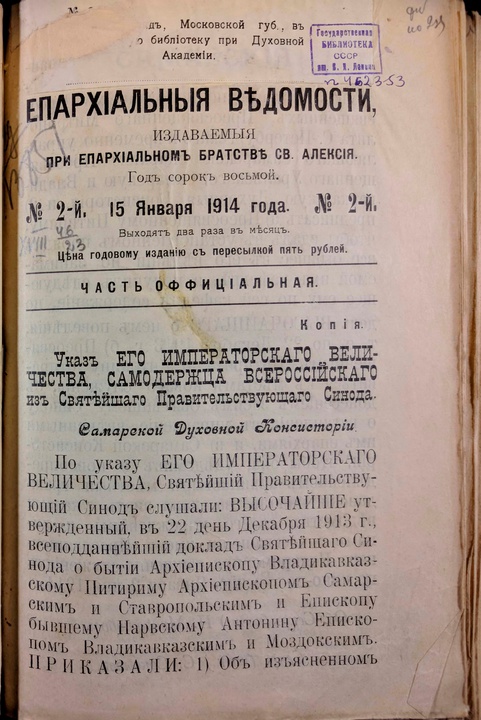 Московской губ., въ
библіотеку при Духовной
Академіи.
Государственная
БИБЛИОТЕКА
СССР
им. В. И. Ленина
ЕПАРХІАЛЬНЫЯ ВѢДОМОСТИ,
ИЗДАВАЕМЫЯ
ПРИ ЕПАРХІАЛЬНОМЪ БРАТСТВѢ СВ. АЛЕКСІЯ.
Годъ сорокъ восьмой.
№ 2-й. 15 Января 1914 года. № 2-й.
Выходятъ два раза въ мѣсяцъ.
Цѣна годовому изданію съ пересылкой пять рублей.
ЧАСТЬ ОФФИЦІАЛЬНАЯ.
Копія.
Указъ ЕГО ИМПЕРАТОРСКАГО ВЕЛИ-
ЧЕСТВА, САМОДЕРЖЦА ВСЕРОССІЙСКАГО
изъ Святѣйшаго Правительствующаго Синода.
Самарской Духовной Консисторіи
По указу ЕГО ИМПЕРАТОРСКАГО
ВЕЛИЧЕСТВА, Святѣйшій Правительству-
ющій Синодъ слушали: ВЫСОЧАЙШЕ ут-
вержденный, въ 22 день Декабря 1913 г.,
всеподданнѣйшій докладъ Святѣйшаго Си-
нода о бытіи Архіепископу Владикавказ-
скому Питириму Архіепископомъ Самар-
скимъ и Ставропольскимъ и Епископу
бывшему Нарвскому Антонину Еписко-
помъ Владикавказскимъ и Моздокскимъ.
ПРИКАЗАЛИ: 1) Объ изъясненномъ